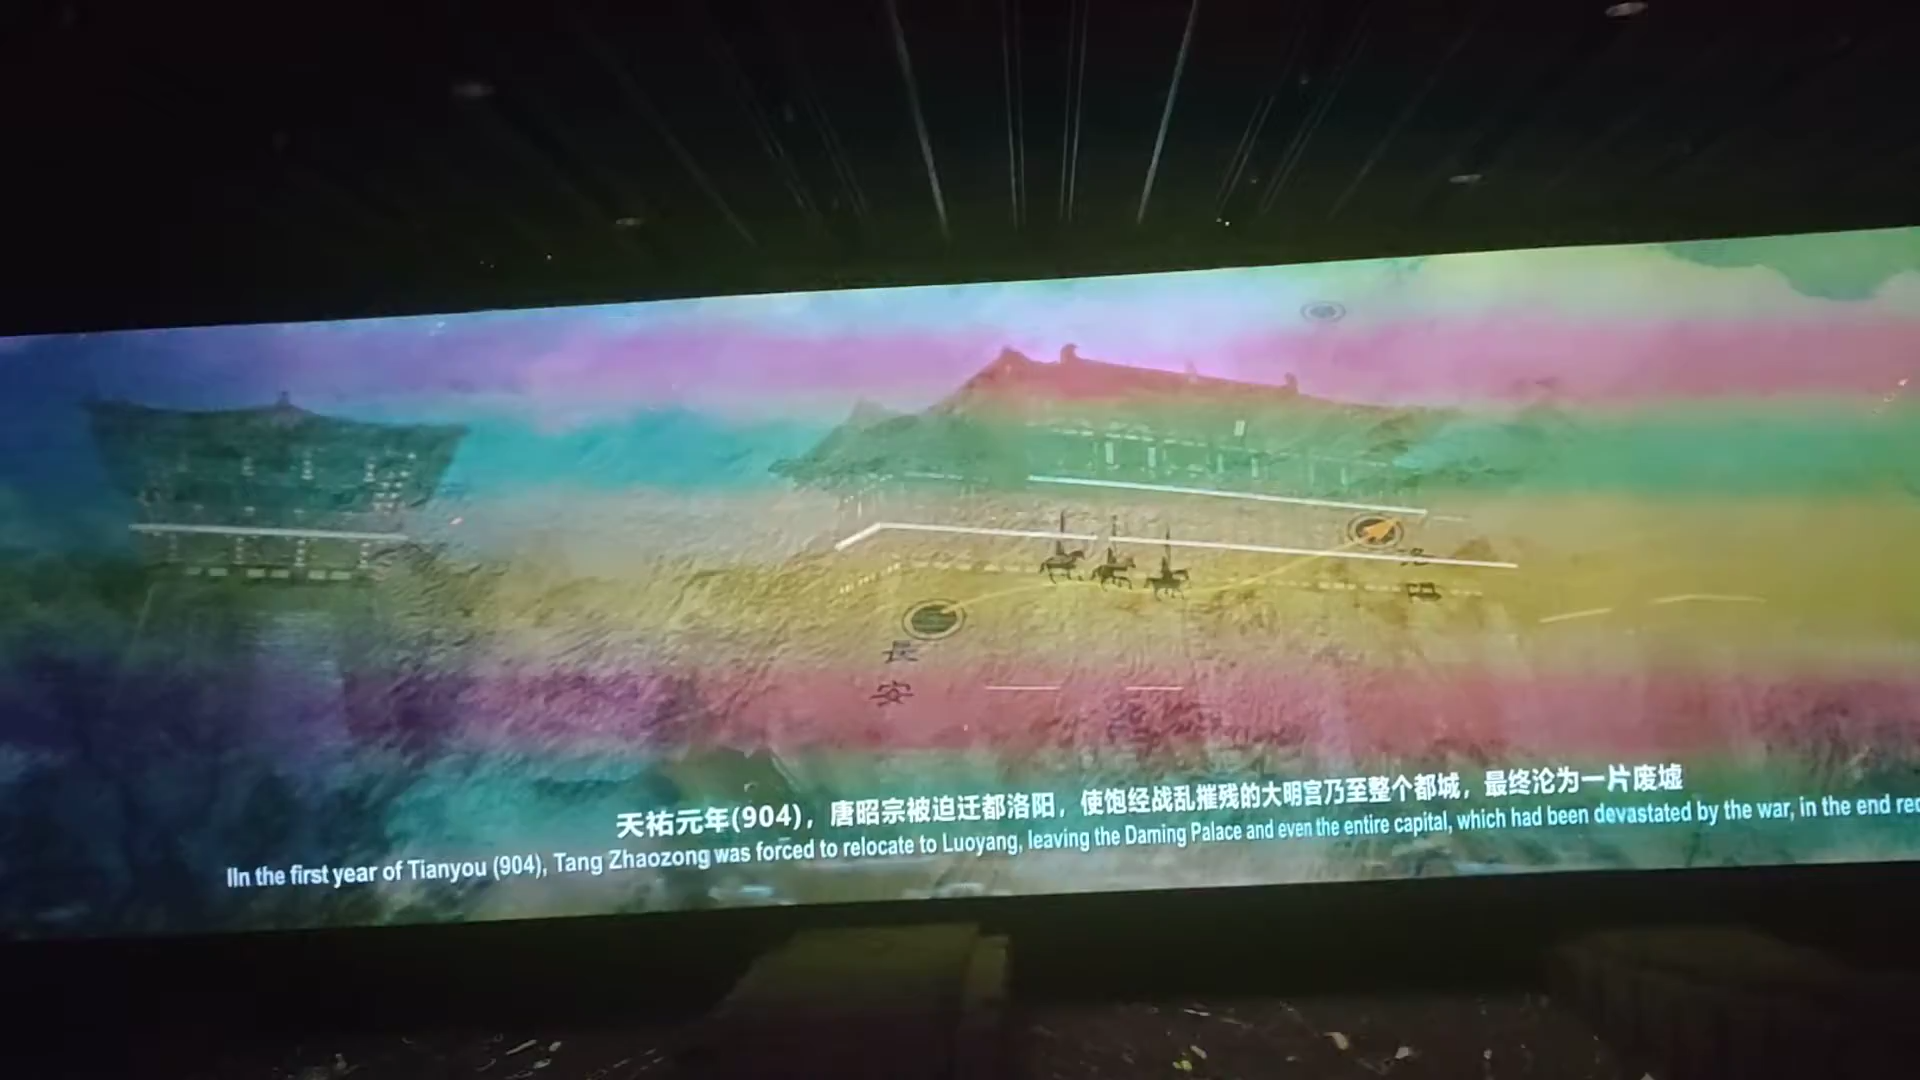 長
安
天祐元年(904)，唐昭宗被迫迁都洛阳，使饱经战乱摧残的大明宫乃至整个都城，最终沦为一片废墟
IIn the first year of Tianyou (904), Tang Zhaozong was forced to relocate to Luoyang, leaving the Daming Palace and even the entire capital, which had been devastated by the war, in the end